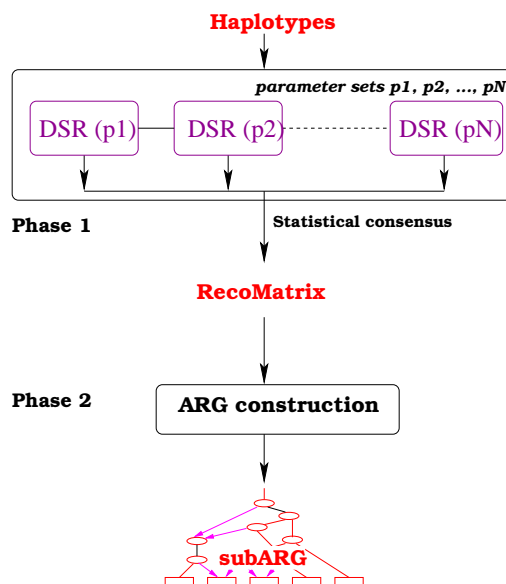 Haplotypes
parameter sets p1, p2, ..., pN
DSR (p1) DSR (p2) DSR (pN)
Phase 1
Statistical consensus
RecoMatrix
Phase 2
ARG construction
subARG